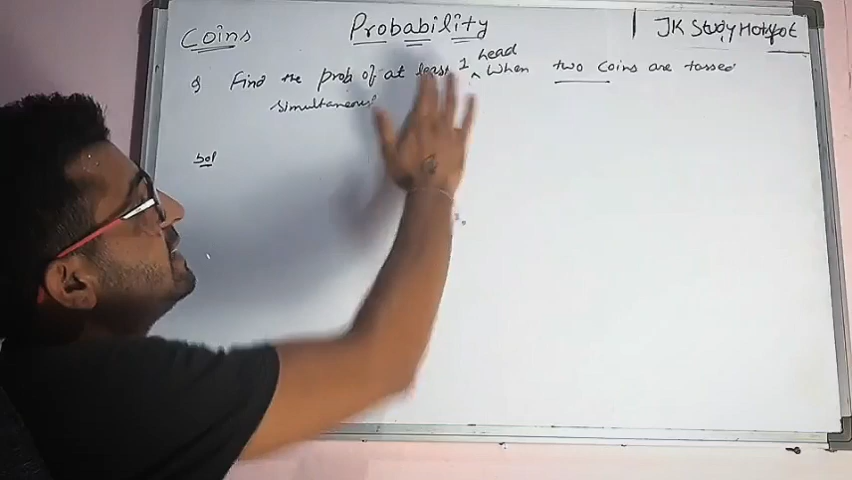 Coins Probability JK Study Hotspot
Q Find the prob of at least 1 head when two coins are tossed
simultaneous
Sol